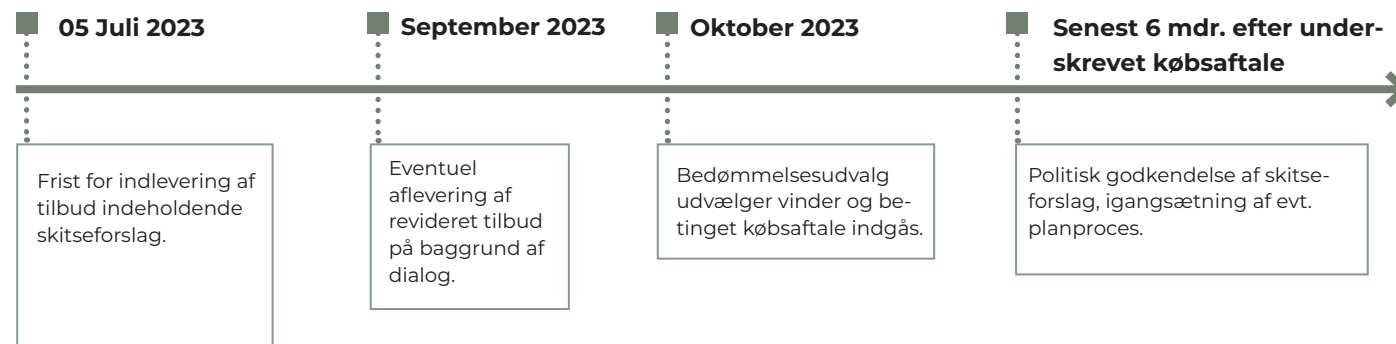 05 Juli 2023
Frist for indlevering af
tilbud indeholdende
skitseforslag.
September 2023
Eventuel
aflevering af
revideret tilbud
på baggrund af
dialog.
Oktober 2023
Bedømmelsesudvalg
udvælger vinder og be-
tinget købsaftale indgås.
Senest 6 mdr. efter under-
skrevet købsaftale
Politisk godkendelse af skitse-
forslag, igangsætning af evt.
planproces.